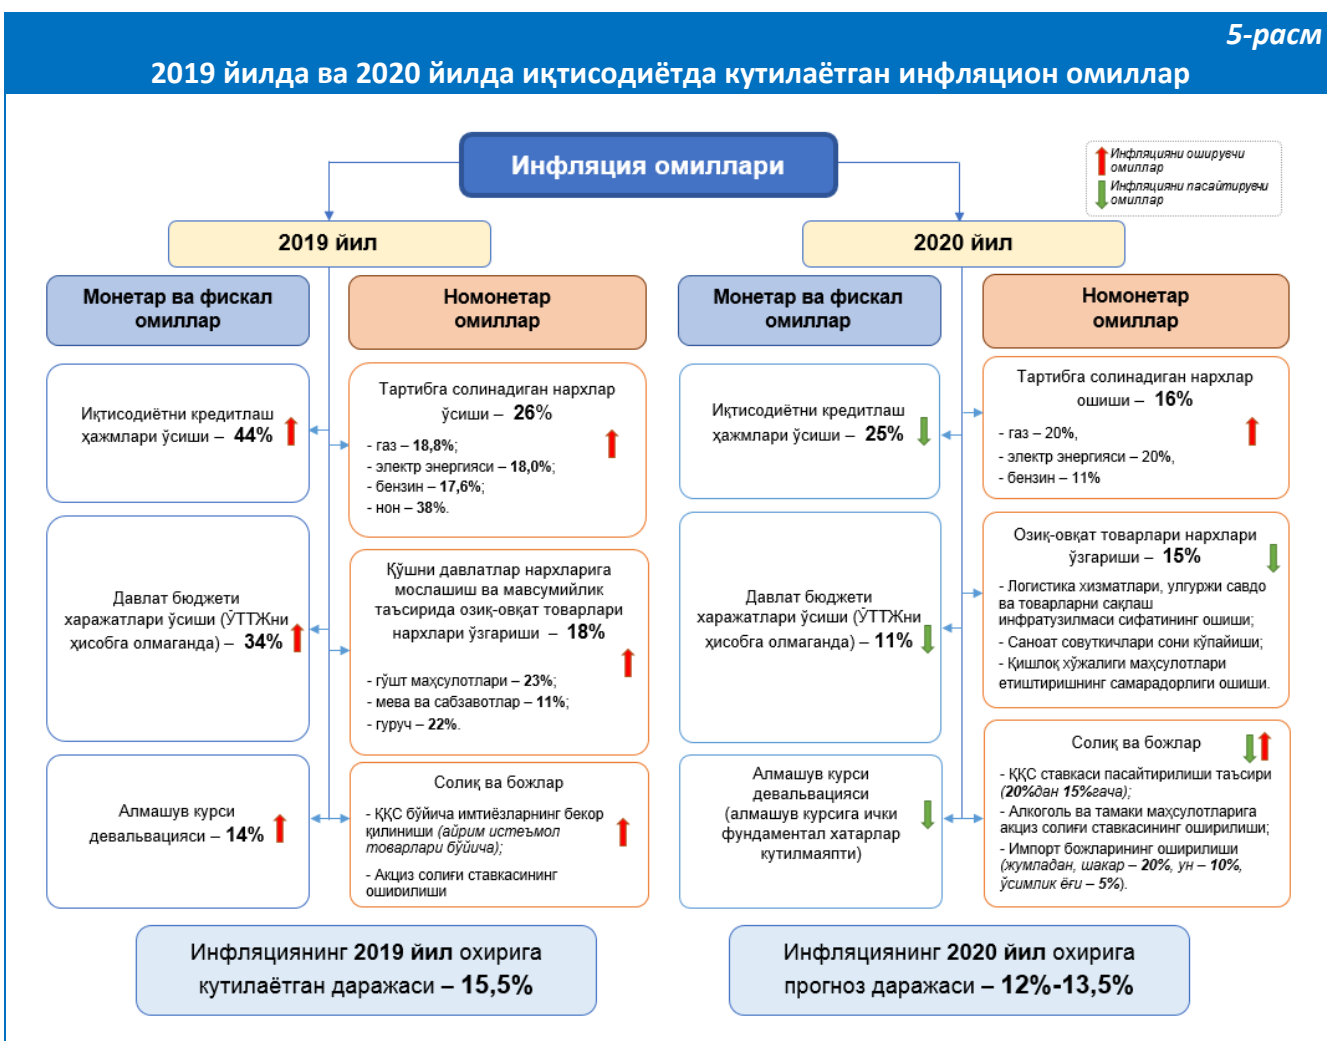 5-расм
2019 йилда ва 2020 йилда иқтисодиётда кутилаётган инфляцион омиллар
Инфляция омиллари
Инфляцияни оширувчи
омиллар
Инфляцияни пасайтирувчи
омиллар
2019 йил
Монетар ва фискал
омиллар
Номонетар
омиллар
Иқтисодиётни кредитлаш
ҳажмлари ўсиши – 44%
Тартибга солинадиган нархлар
ўсиши – 26%
- газ – 18,8%;
- электр энергияси – 18,0%;
- бензин – 17,6%;
- нон – 38%.
Давлат бюджети
харажатлари ўсиши (ЎТТЖни
ҳисобга олмаганда) – 34%
Қўшни давлатлар нархларига
мослашиш ва мавсумийлик
таъсирида озиқ-овқат товарлари
нархлари ўзгариши – 18%
- гўшт маҳсулотлари – 23%;
- мева ва сабзавотлар – 11%;
- гуруч – 22%.
Алмашув курси
девальвацияси – 14%
Солиқ ва божлар
- ҚҚС бўйича имтиёзларнинг бекор
қилиниши (айрим истеъмол
товарлари бўйича);
- Акциз солиғи ставкасининг
оширилиши
Инфляциянинг 2019 йил охирига
кутилаётган даражаси – 15,5%
2020 йил
Монетар ва фискал
омиллар
Номонетар
омиллар
Иқтисодиётни кредитлаш
ҳажмлари ўсиши – 25%
Тартибга солинадиган нархлар
ошиши – 16%
- газ – 20%,
- электр энергияси – 20%,
- бензин – 11%
Давлат бюджети
харажатлари ўсиши (ЎТТЖни
ҳисобга олмаганда) – 11%
Озиқ-овқат товарлари нархлари
ўзгариши – 15%
- Логистика хизматлари, улгуржи савдо
ва товарларни сақлаш
инфратузилмаси сифатининг ошиши;
- Саноат совуткичлари сони кўпайиши;
- Қишлоқ хўжалиги маҳсулотлари
етиштиришнинг самарадорлиги ошиши.
Алмашув курси
девальвацияси
(алмашув курсига ички
фундаментал хатарлар
кутилмаяпти)
Солиқ ва божлар
- ҚҚС ставкаси пасайтирилиши таъсири
(20%дан 15%гача);
- Алкоголь ва тамаки маҳсулотларига
акциз солиғи ставкасининг оширилиши;
- Импорт божларининг оширилиши
(жумладан, шакар – 20%, ун – 10%,
ўсимлик ёғи – 5%).
Инфляциянинг 2020 йил охирига
прогноз даражаси – 12%-13,5%